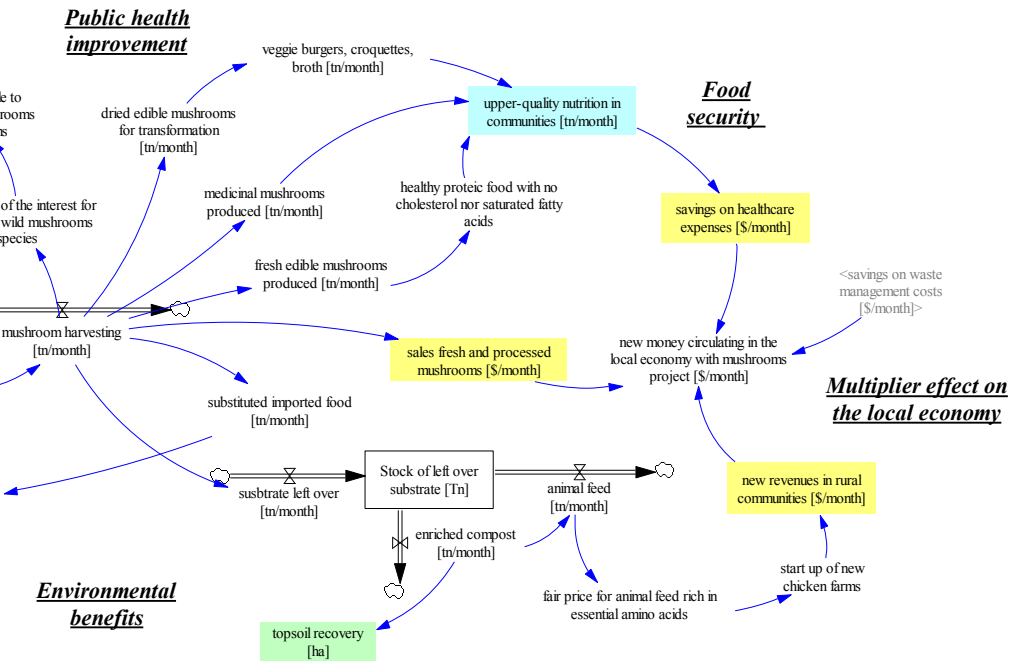 Public health
improvement
veggie burgers, croquettes,
broth [tn/month]
le to
rooms
ns
dried edible mushrooms
for transformation
[tn/month]
upper-quality nutrition in
communities [tn/month]
Food
security
of the interest for
wild mushrooms
species
medicinal mushrooms
produced [tn/month]
healthy proteic food with no
cholesterol nor saturated fatty
acids
savings on healthcare
expenses [$/month]
fresh edible mushrooms
produced [tn/month]
<savings on waste
management costs
[$/month]>
mushroom harvesting
[tn/month]
sales fresh and processed
mushrooms [$/month]
new money circulating in the
local economy with mushrooms
project [$/month]
Multiplier effect on
the local economy
substituted imported food
[tn/month]
susbtrate left over
[tn/month]
Stock of left over
substrate [Tn]
animal feed
[tn/month]
new revenues in rural
communities [$/month]
enriched compost
[tn/month]
start up of new
chicken farms
fair price for animal feed rich in
essential amino acids
Environmental
benefits
topsoil recovery
[ha]